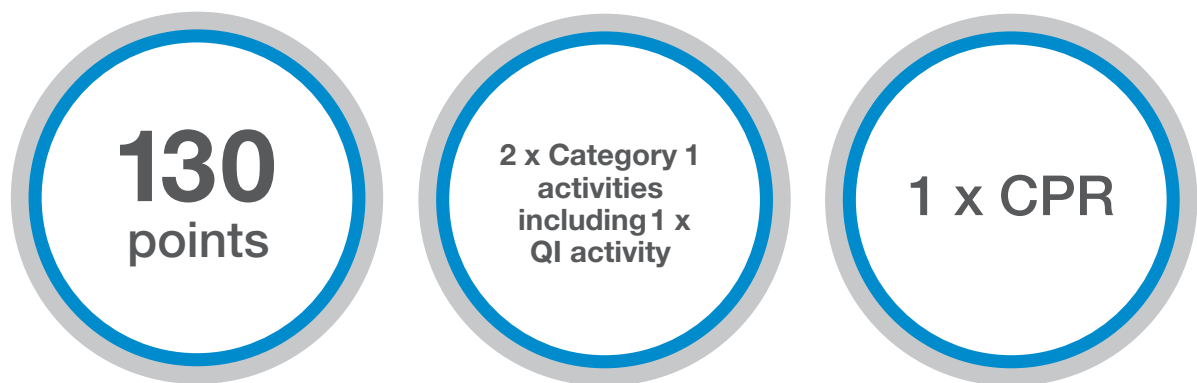 130
points
2 x Category 1
activities
including 1 x
QI activity
1 x CPR